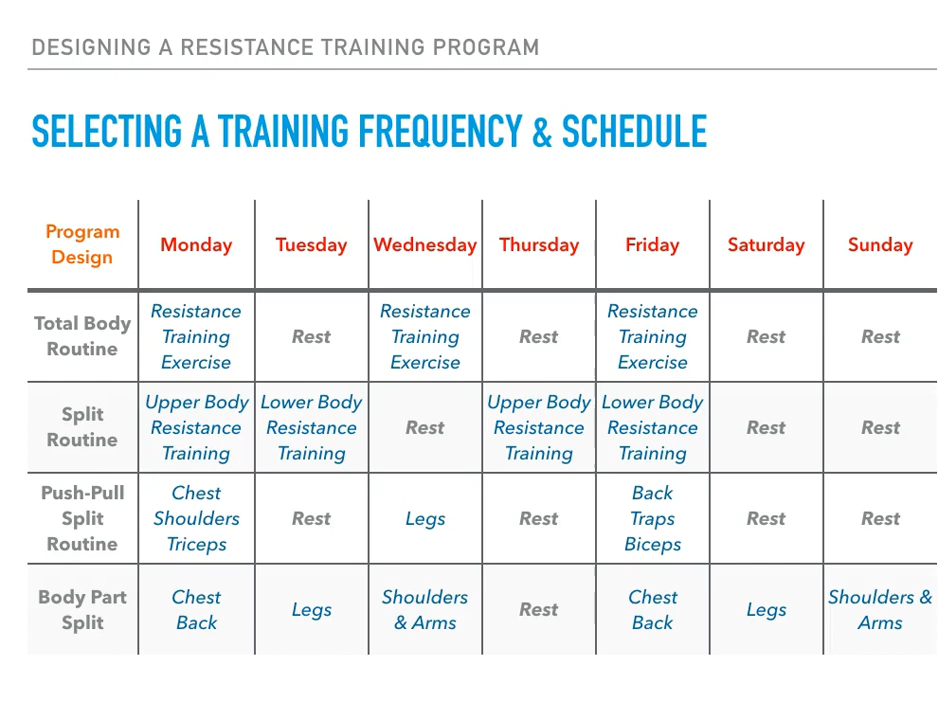 DESIGNING A RESISTANCE TRAINING PROGRAM
SELECTING A TRAINING FREQUENCY & SCHEDULE
Program Design Monday Tuesday Wednesday Thursday Friday Saturday Sunday
Total Body Routine Resistance Training Exercise Rest Resistance Training Exercise Rest Resistance Training Exercise Rest Rest
Split Routine Upper Body Resistance Training Lower Body Resistance Training Rest Upper Body Resistance Training Lower Body Resistance Training Rest Rest
Push-Pull Split Routine Chest Shoulders Triceps Rest Legs Rest Back Traps Biceps Rest Rest
Body Part Split Chest Back Legs Shoulders & Arms Rest Chest Back Legs Shoulders & Arms